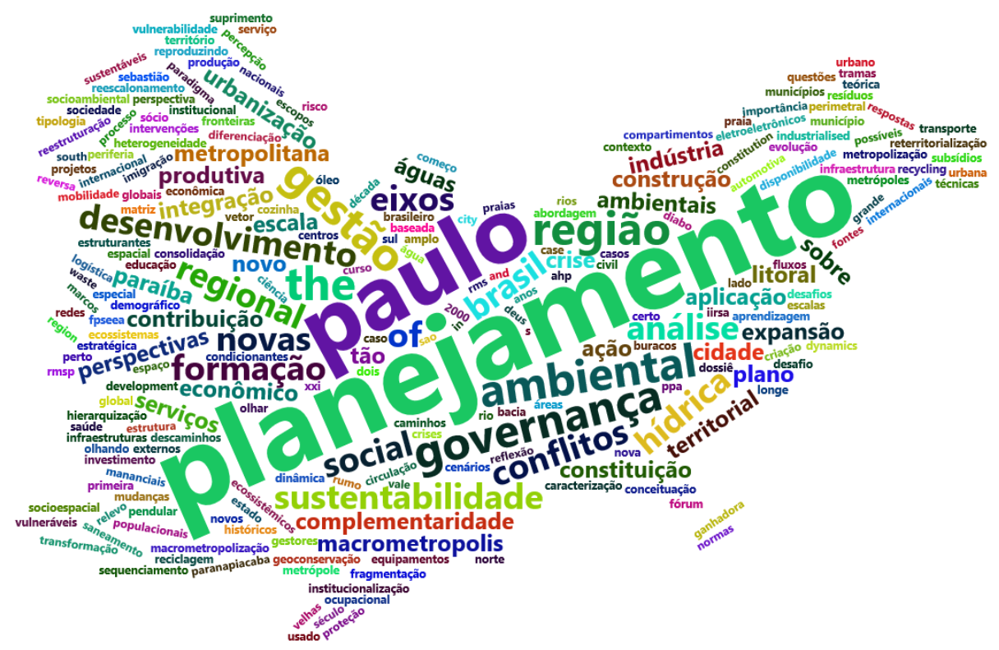 suprimento
vulnerabilidade
serviço
território
percepção
reproduzindo
sustentáveis
produção
nacionais
paradigma
sebastião
urbanização
reescalonamento
escopos
socioambiental
perspectiva
risco
sociedade
institucional
processo
sócio
fronteiras
tipologia
reestruturação
intervenções
diferenciação
heterogeneidade
south
periferia
metropolitana
internacional
imigração
projetos
produtiva
gestão
óleo
começo
águas
reversa
econômica
década
mobilidade
globais
integração
eixos
matriz
cozinha
praias
vetor
escala
brasileiro
city
desenvolvimento
centros
baseada
estruturantes
sul
amplo
espacial
consolidação
água
paulo
logística
educação
regional
novo
curso
waste
paraíba
ciência
the
rms
and
marcos
especial
demográfico
2000
brasil
anos
redes
fpseea
contribuição
in
deus
s
region
ecossistemas
novas
caso
of
sao
estratégica
perspectivas
perto
espaço
condicionantes
tão
rmsp
formação
dois
development
econômico
xxi
global
serviços
olhar
hierarquização
saúde
estrutura
infraestruturas
descaminhos
olhando
externos
investimento
mananciais
primeira
mudanças
socioespacial
relevo
pendular
vulneráveis
saneamento
populacionais
transformação
macrometropolização
reciclagem
sequenciamento
paranapiacaba
urbano
questões
tramas
teórica
municípios
resíduos
importância
perimetral
respostas
praia
município
compartimentos
eletroeletrônicos
transporte
contexto
indústria
constitution
industrialised
possíveis
reterritorialização
evolução
metropolização
subsídios
construção
automotiva
disponibilidade
infraestrutura
recycling
urbana
metrópoles
técnicas
rios
ambientais
abordagem
diabo
grande
internacionais
região
fontes
sobre
case
casos
crise
civil
ahp
fluxos
lado
litoral
aplicação
desafios
escalas
certo
iirsa
aprendizagem
análise
expansão
planejamento
ação
buracos
cidade
criação
dynamics
dossiê
desafio
ambiental
ppa
plano
longe
áreas
hídrica
bacia
rio
governança
territorial
caminhos
crises
social
conflitos
reflexão
nova
circulação
cenários
constituição
dinâmica
rumo
vale
caracterização
conceituação
ecossistêmicos
sustentabilidade
fórum
estado
novos
complementaridade
ganhadora
históricos
normas
gestores
macrometropolis
geoconservação
equipamentos
norte
metrópole
fragmentação
institucionalização
ocupacional
velhas
século
proteção
usado